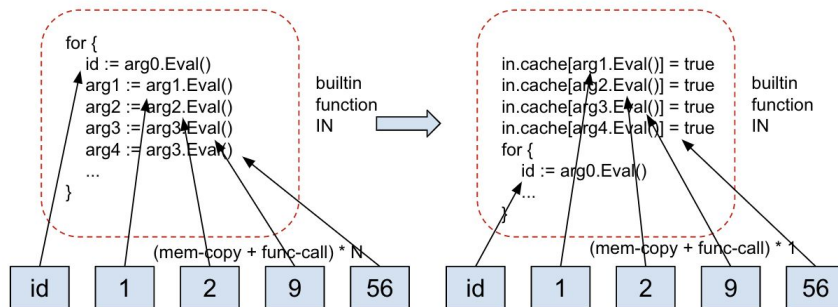 for {
id := arg0.Eval()
arg1 := arg1.Eval()
arg2 := arg2.Eval()
arg3 := arg3.Eval()
arg4 := arg3.Eval()
...
}
builtin
function
IN
(mem-copy + func-call) * N
id
1
2
9
56
in.cache[arg1.Eval()] = true
in.cache[arg2.Eval()] = true
in.cache[arg3.Eval()] = true
in.cache[arg4.Eval()] = true
for {
id := arg0.Eval()
...
}
builtin
function
IN
(mem-copy + func-call) * 1
id
1
2
9
56